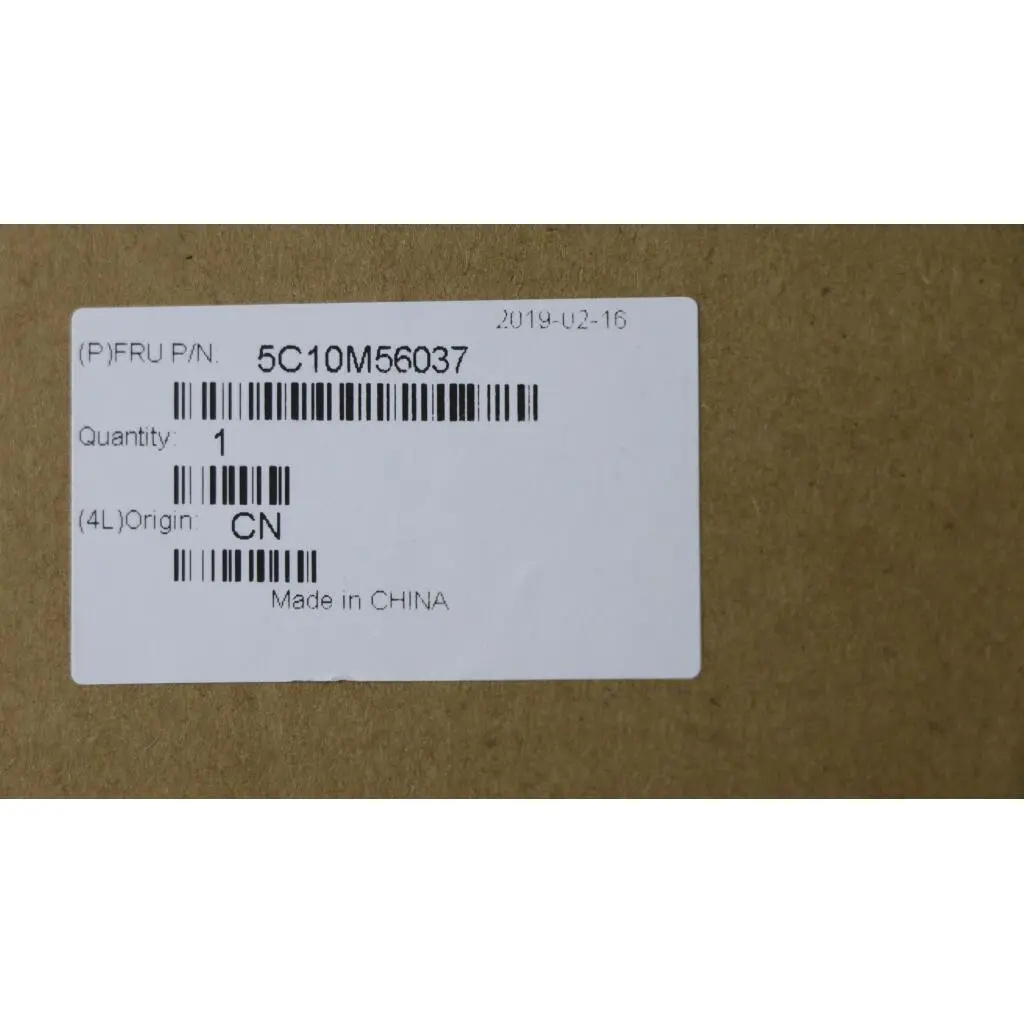 2019-02-16
(P)FRU P/N: 5C10M56037
Quantity: 1
(4L)Origin: CN
Made in CHINA